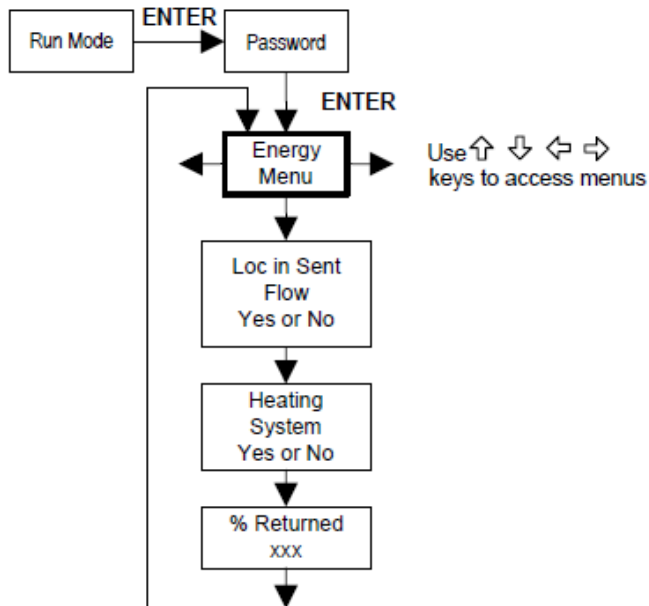 ENTER
Run Mode
Password
ENTER
Energy
Menu
Use ⇧ ⇩ ⇦ ⇨
keys to access menus
Loc in Sent
Flow
Yes or No
Heating
System
Yes or No
% Returned
xxx